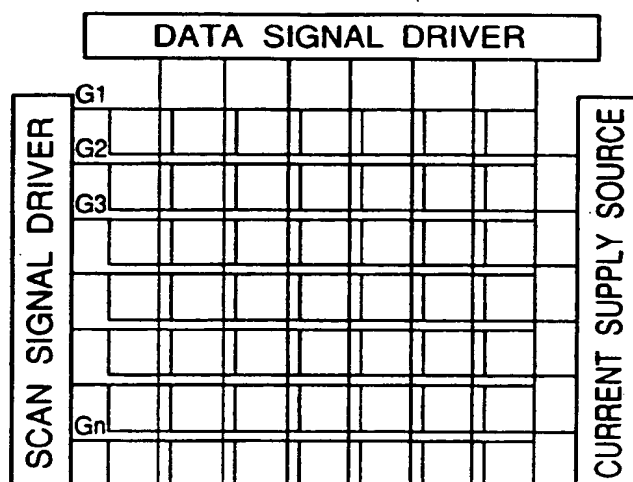 DATA SIGNAL DRIVER
SCAN SIGNAL DRIVER
G1
G2
G3
Gn
CURRENT SUPPLY SOURCE